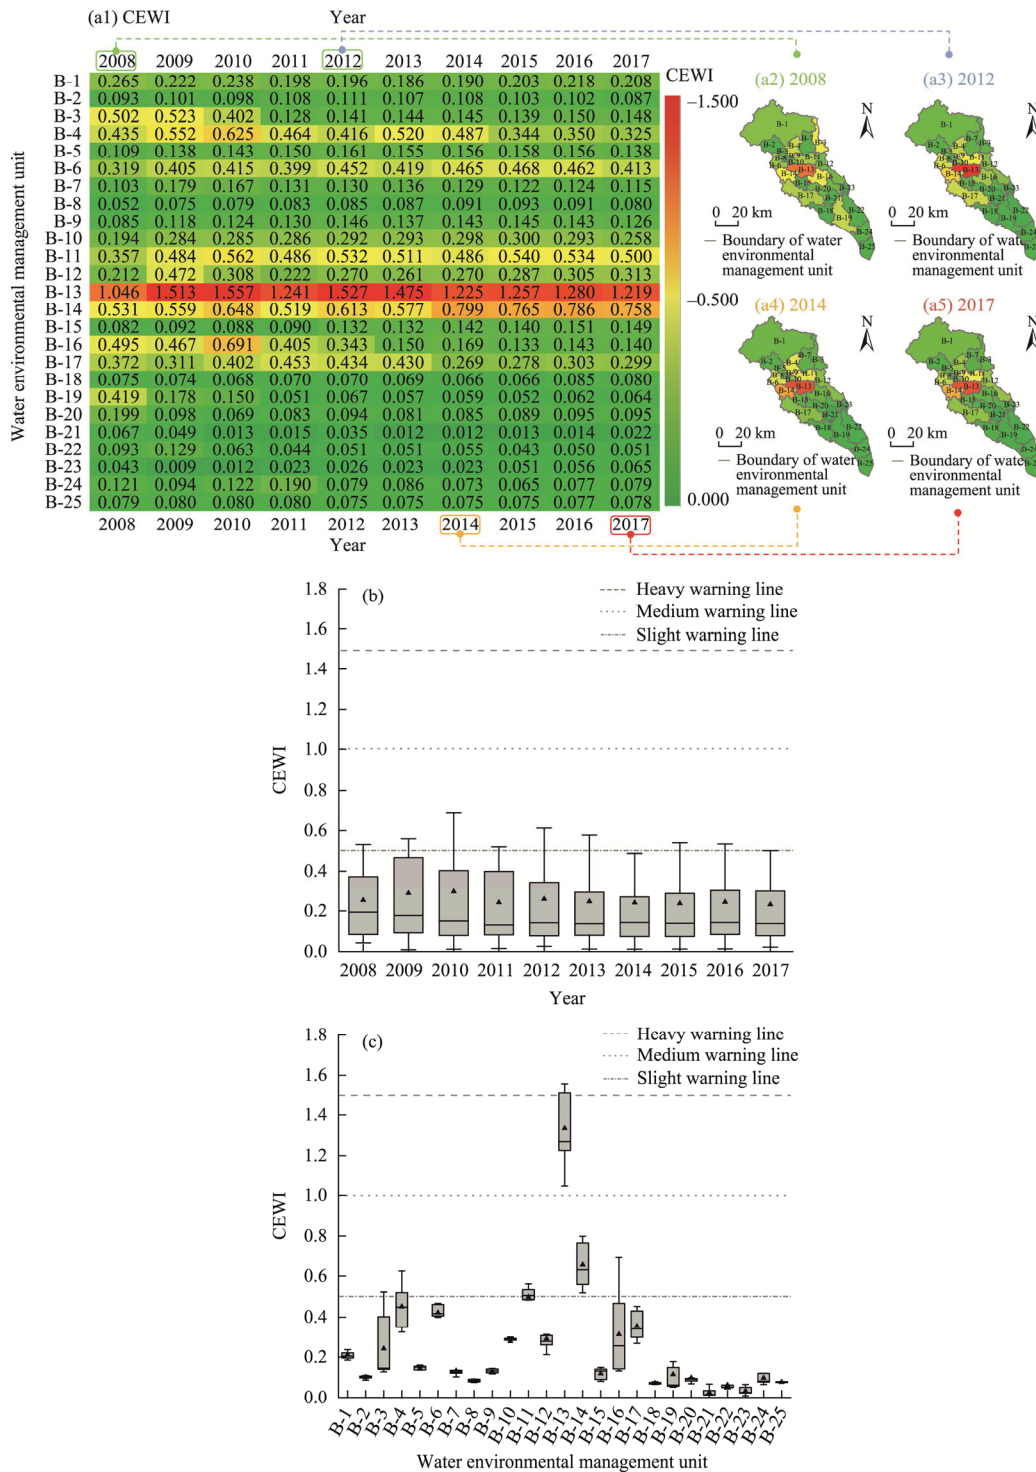 (a1) CEWI
Year
2008 2009 2010 2011 2012 2013 2014 2015 2016 2017
B-1 0.265 0.222 0.238 0.198 0.196 0.186 0.190 0.203 0.218 0.208
B-2 0.093 0.101 0.098 0.108 0.111 0.107 0.108 0.103 0.102 0.087
B-3 0.502 0.523 0.402 0.128 0.141 0.144 0.145 0.139 0.150 0.148
B-4 0.435 0.552 0.625 0.464 0.416 0.520 0.487 0.344 0.350 0.325
B-5 0.109 0.138 0.143 0.150 0.161 0.155 0.156 0.158 0.156 0.138
B-6 0.319 0.405 0.415 0.399 0.452 0.419 0.465 0.468 0.462 0.413
B-7 0.103 0.179 0.167 0.131 0.130 0.136 0.129 0.122 0.124 0.115
B-8 0.052 0.075 0.079 0.083 0.085 0.087 0.091 0.093 0.091 0.080
B-9 0.085 0.118 0.124 0.130 0.146 0.137 0.143 0.145 0.143 0.126
B-10 0.194 0.284 0.285 0.286 0.292 0.293 0.298 0.300 0.293 0.258
B-11 0.357 0.484 0.562 0.486 0.532 0.511 0.486 0.540 0.534 0.500
B-12 0.212 0.472 0.308 0.222 0.270 0.261 0.270 0.287 0.305 0.313
B-13 1.046 1.513 1.557 1.241 1.527 1.475 1.225 1.257 1.280 1.219
B-14 0.531 0.559 0.648 0.519 0.613 0.577 0.799 0.765 0.786 0.758
B-15 0.082 0.092 0.088 0.090 0.132 0.132 0.142 0.140 0.151 0.141
B-16 0.495 0.467 0.691 0.405 0.343 0.150 0.169 0.133 0.143 0.140
B-17 0.372 0.311 0.402 0.453 0.434 0.430 0.269 0.278 0.303 0.299
B-18 0.075 0.074 0.068 0.070 0.070 0.069 0.066 0.066 0.085 0.080
B-19 0.419 0.178 0.150 0.051 0.067 0.057 0.059 0.052 0.062 0.064
B-20 0.199 0.098 0.069 0.083 0.094 0.081 0.085 0.089 0.095 0.095
B-21 0.067 0.049 0.013 0.015 0.035 0.012 0.012 0.013 0.014 0.022
B-22 0.093 0.129 0.063 0.044 0.051 0.051 0.055 0.043 0.050 0.051
B-23 0.043 0.009 0.012 0.023 0.026 0.023 0.023 0.051 0.056 0.065
B-24 0.121 0.094 0.122 0.190 0.079 0.086 0.073 0.065 0.077 0.079
B-25 0.079 0.080 0.080 0.080 0.075 0.075 0.075 0.075 0.077 0.078
2008 2009 2010 2011 2012 2013 2014 2015 2016 2017
Year
Water environmental management unit
CEWI
–1.500
–0.500
0.000
(a2) 2008
N
B-1
0 20 km
— Boundary of water
environmental
management unit
(a3) 2012
N
B-1
0 20 km
— Boundary of water
environmental
management unit
(a4) 2014
N
B-1
0 20 km
— Boundary of water
environmental
management unit
(a5) 2017
N
B-1
0 20 km
— Boundary of water
environmental
management unit
(b)
Heavy warning line
Medium warning line
Slight warning line
CEWI
1.8
1.6
1.4
1.2
1.0
0.8
0.6
0.4
0.2
0.0
2008 2009 2010 2011 2012 2013 2014 2015 2016 2017
Year
(c)
Heavy warning line
Medium warning line
Slight warning line
CEWI
1.8
1.6
1.4
1.2
1.0
0.8
0.6
0.4
0.2
0.0
B-1 B-2 B-3 B-4 B-5 B-6 B-7 B-8 B-9 B-10 B-11 B-12 B-13 B-14 B-15 B-16 B-17 B-18 B-19 B-20 B-21 B-22 B-23 B-24 B-25
Water environmental management unit